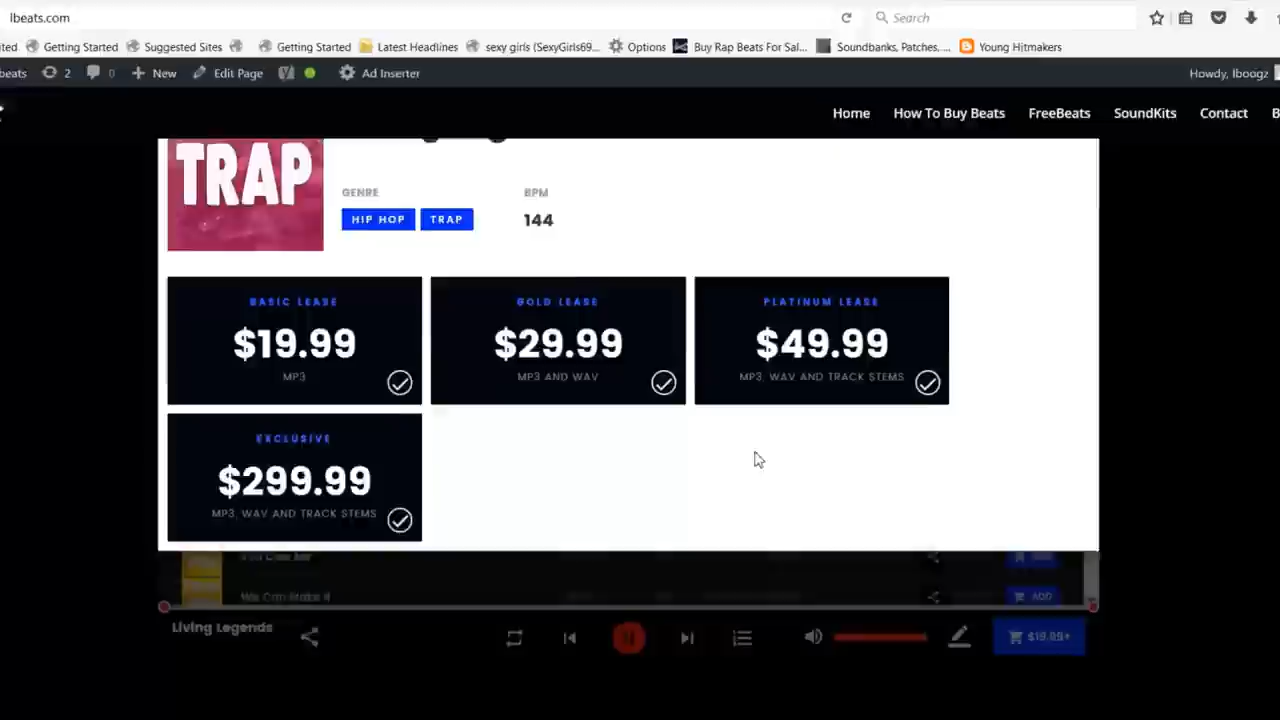 lbeats.com
Search
ited Getting Started Suggested Sites Getting Started Latest Headlines sexy girls (SexyGirls69... Options Buy Rap Beats For Sal... Soundbanks, Patches, ... Young Hitmakers
beats 2 0 New Edit Page Ad Inserter Howdy, lboogz
Home How To Buy Beats FreeBeats SoundKits Contact B
TRAP
GENRE BPM
HIP HOP TRAP 144
BASIC LEASE GOLD LEASE PLATINUM LEASE
$19.99 $29.99 $49.99
MP3 MP3 AND WAV MP3, WAV AND TRACK STEMS
EXCLUSIVE
$299.99
MP3, WAV AND TRACK STEMS
ADD
Living Legends
$19.99+